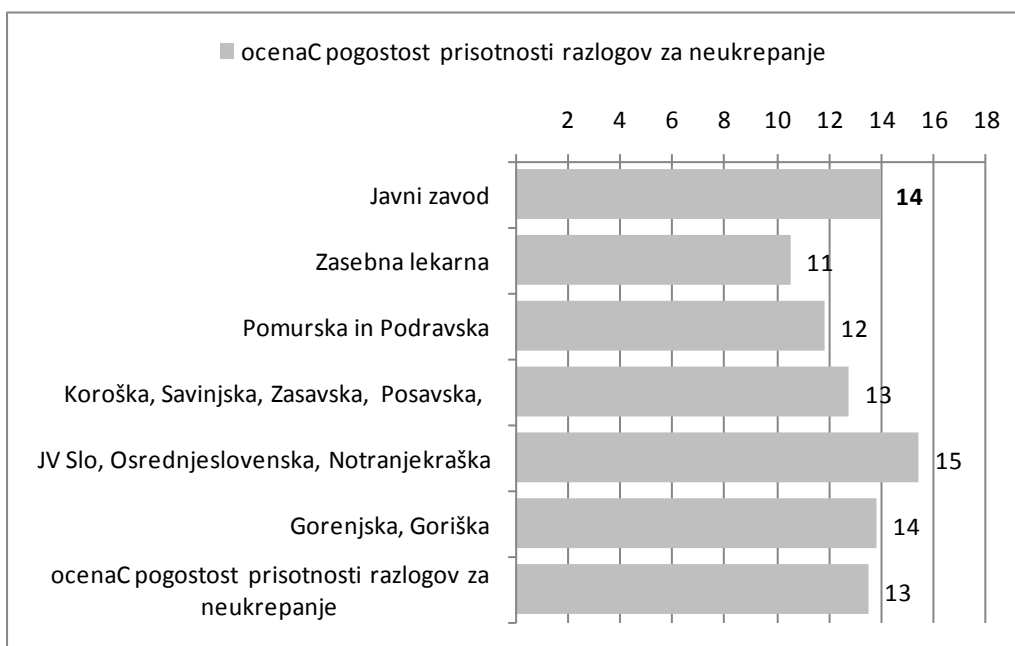 ocenaC pogostost prisotnosti razlogov za neukrepanje
2 4 6 8 10 12 14 16 18
Javni zavod 14
Zasebna lekarna 11
Pomurska in Podravska 12
Koroška, Savinjska, Zasavska, Posavska, 13
JV Slo, Osrednjeslovenska, Notranjekraška 15
Gorenjska, Goriška 14
ocenaC pogostost prisotnosti razlogov za
neukrepanje 13